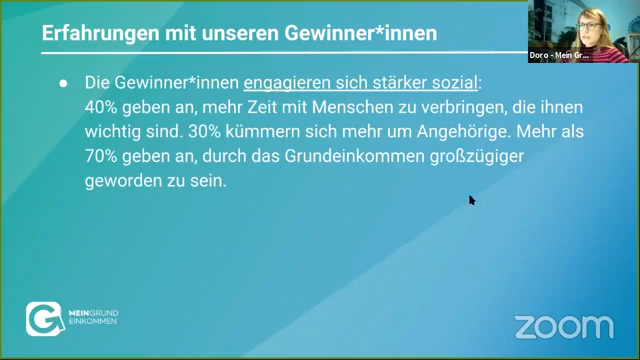 Erfahrungen mit unseren Gewinner*innen
Doro - Mein Gr...
● Die Gewinner*innen engagieren sich stärker sozial:
40% geben an, mehr Zeit mit Menschen zu verbringen, die ihnen
wichtig sind. 30% kümmern sich mehr um Angehörige. Mehr als
70% geben an, durch das Grundeinkommen großzügiger
geworden zu sein.
G MEINGRUND
EINKOMMEN
zoom